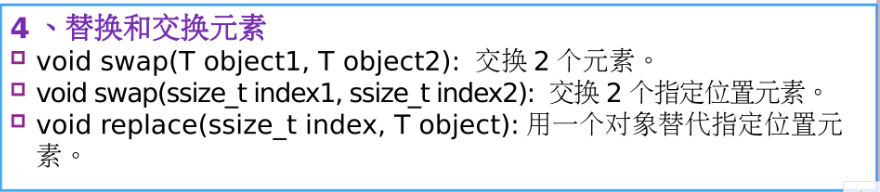 4 、替换和交换元素
void swap(T object1, T object2): 交换 2 个元素。
void swap(ssize_t index1, ssize_t index2): 交换 2 个指定位置元素。
void replace(ssize_t index, T object): 用一个对象替代指定位置元
素。